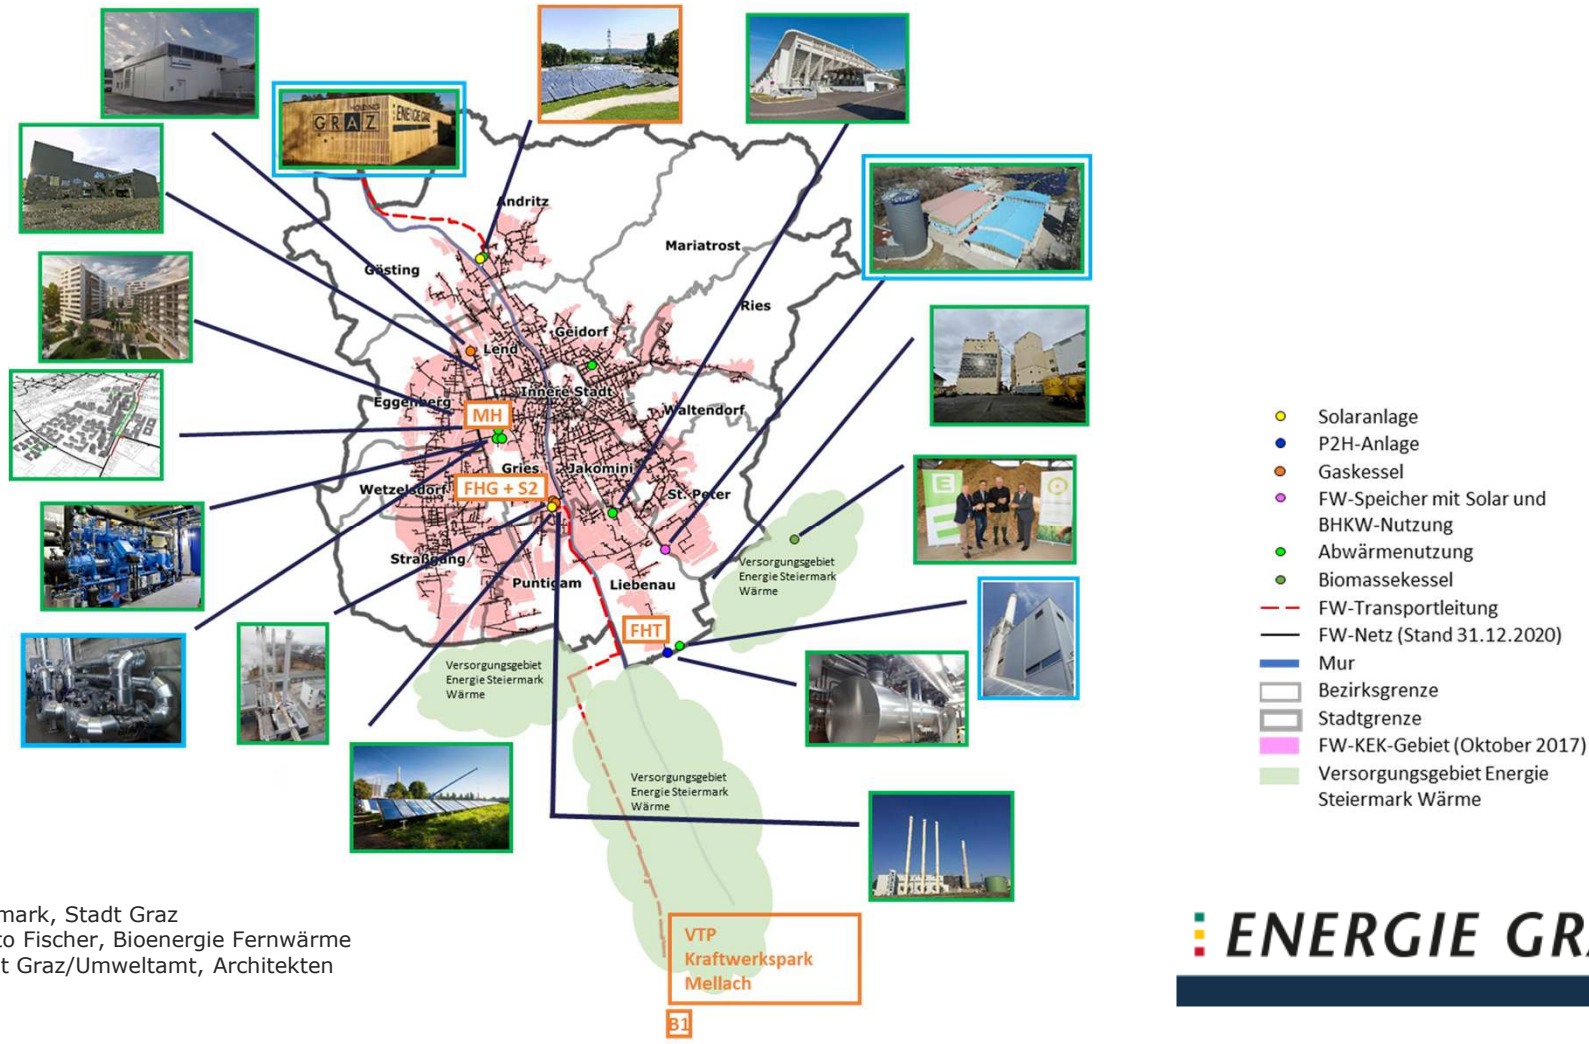 HOLDING
GRAZ
ENERGIE GRAZ
Andritz
Mariatrost
Gösting
Ries
Geidorf
Lend
Innere Stadt
Eggenberg
MH
Waltendorf
Gries
Jakomini
Wetzelsdorf
FHG + S2
St. Peter
Straßgang
Puntigam
Liebenau
Versorgungsgebiet
Energie Steiermark
Wärme
FHT
Versorgungsgebiet
Energie Steiermark
Wärme
Versorgungsgebiet
Energie Steiermark
Wärme
VTP
Kraftwerkspark
Mellach
B1
Solaranlage
P2H-Anlage
Gaskessel
FW-Speicher mit Solar und
BHKW-Nutzung
Abwärmenutzung
Biomassekessel
FW-Transportleitung
FW-Netz (Stand 31.12.2020)
Mur
Bezirksgrenze
Stadtgrenze
FW-KEK-Gebiet (Oktober 2017)
Versorgungsgebiet Energie
Steiermark Wärme
mark, Stadt Graz
to Fischer, Bioenergie Fernwärme
t Graz/Umweltamt, Architekten
ENERGIE GRA